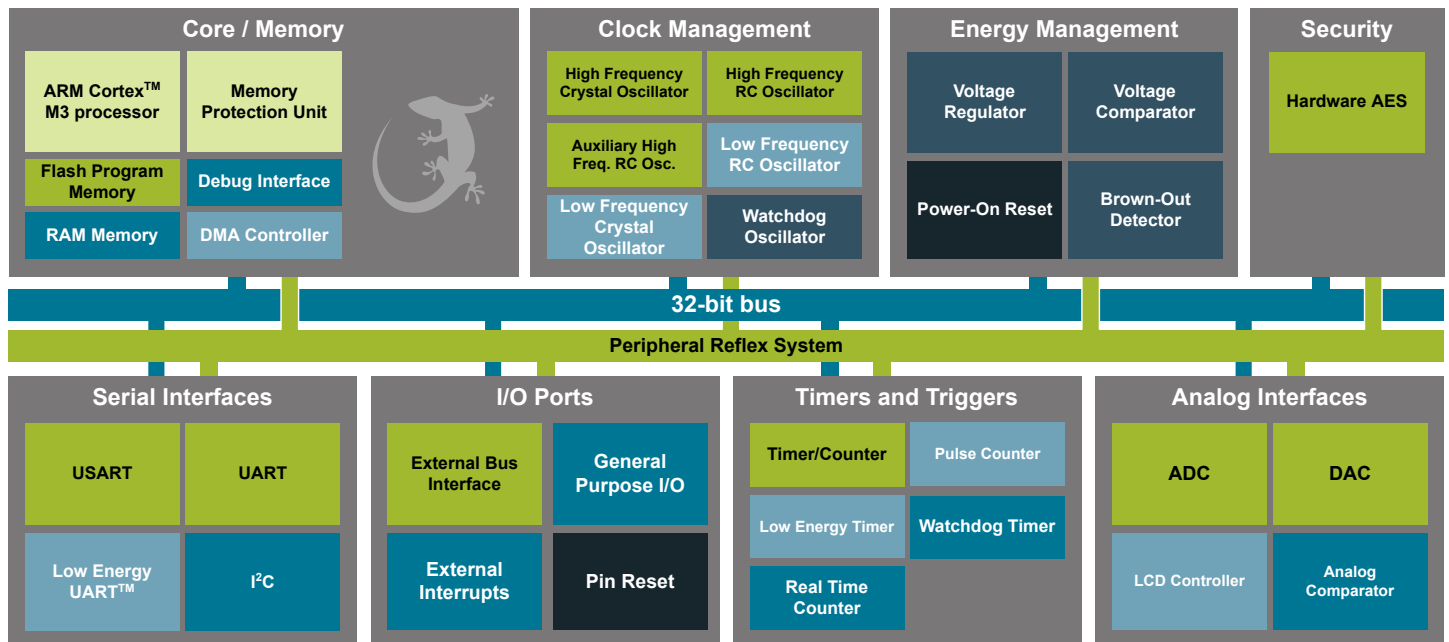 Core / Memory
ARM Cortex™
M3 processor
Memory
Protection Unit
Flash Program
Memory
Debug Interface
RAM Memory
DMA Controller
Clock Management
High Frequency
Crystal Oscillator
High Frequency
RC Oscillator
Auxiliary High
Freq. RC Osc.
Low Frequency
RC Oscillator
Low Frequency
Crystal
Oscillator
Watchdog
Oscillator
Energy Management
Voltage
Regulator
Voltage
Comparator
Power-On Reset
Brown-Out
Detector
Security
Hardware AES
32-bit bus
Peripheral Reflex System
Serial Interfaces
USART
UART
Low Energy
UART™
I²C
I/O Ports
External Bus
Interface
General
Purpose I/O
External
Interrupts
Pin Reset
Timers and Triggers
Timer/Counter
Pulse Counter
Low Energy Timer
Watchdog Timer
Real Time
Counter
Analog Interfaces
ADC
DAC
LCD Controller
Analog
Comparator